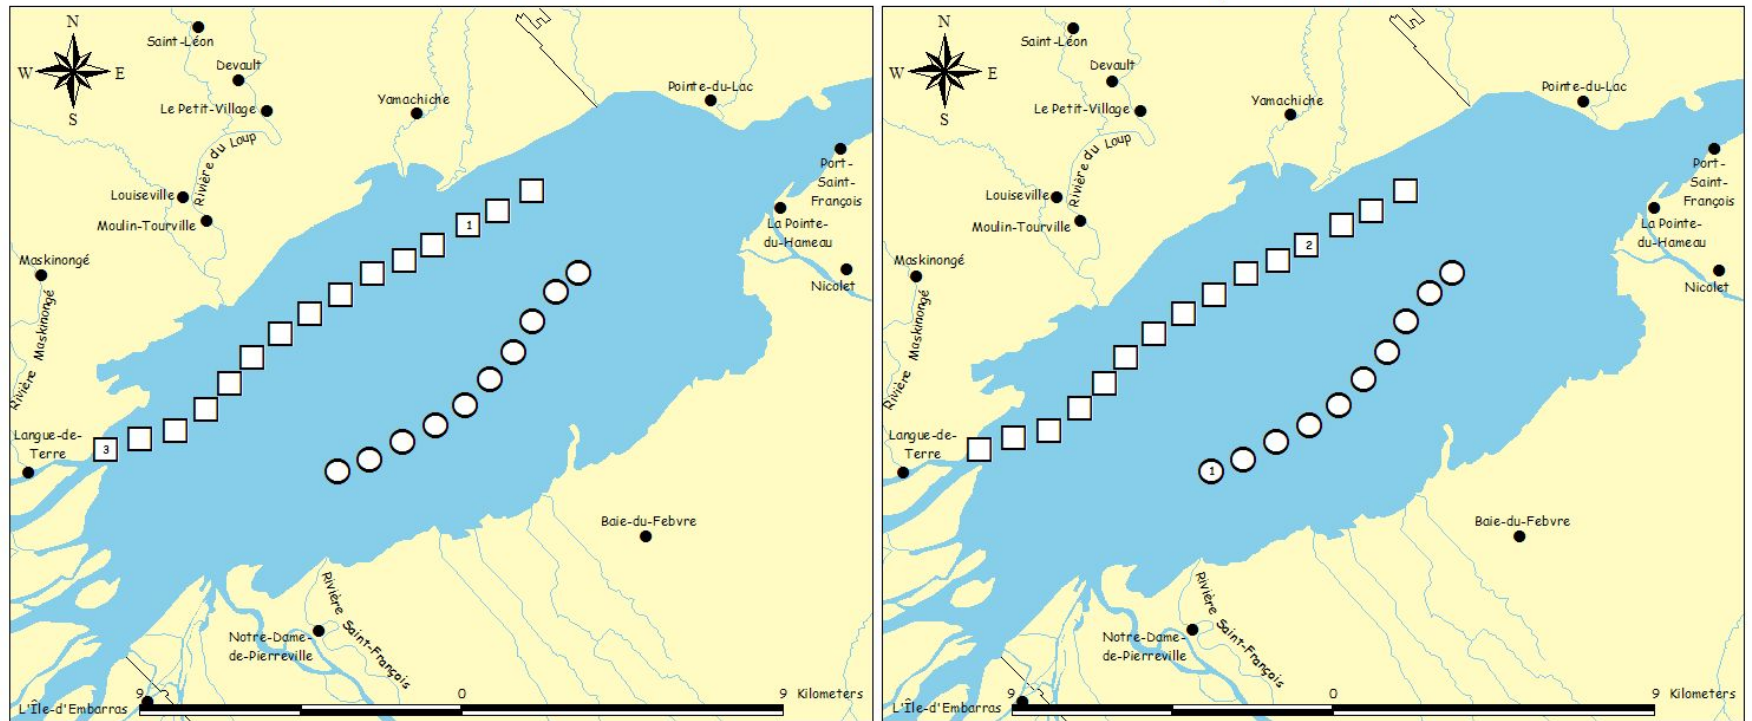 N
Saint-Léon
W
E
Devault
S
Le Petit-Village
Yamachiche
Pointe-du-Lac
Rivière du Loup
Port-
Saint-
François
Louiseville
Moulin-Tourville
La Pointe-
du-Hameau
1
Maskinongé
Nicolet
Rivière Maskinongé
Langue-de-
Terre
3
Baie-du-Febvre
Rivière Saint-François
Notre-Dame-
de-Pierreville
L'Île-d'Embarras
9 0 9 Kilometers
N
Saint-Léon
W
E
Devault
S
Le Petit-Village
Yamachiche
Pointe-du-Lac
Rivière du Loup
Port-
Saint-
François
Louiseville
Moulin-Tourville
La Pointe-
du-Hameau
2
Maskinongé
Nicolet
Rivière Maskinongé
Langue-de-
Terre
1
Baie-du-Febvre
Rivière Saint-François
Notre-Dame-
de-Pierreville
L'Île-d'Embarras
9 0 9 Kilometers